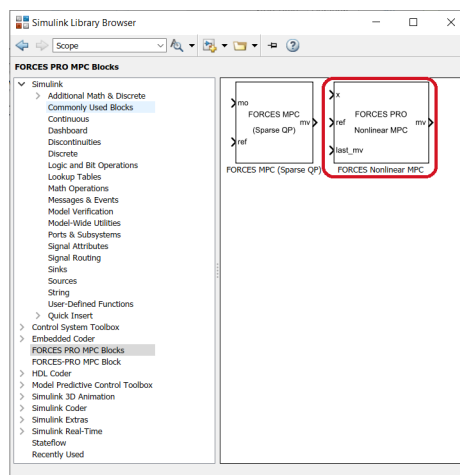 Simulink Library Browser
Scope
FORCES PRO MPC Blocks
Simulink
Additional Math & Discrete
Commonly Used Blocks
Continuous
Dashboard
Discontinuities
Discrete
Logic and Bit Operations
Lookup Tables
Math Operations
Messages & Events
Model Verification
Model-Wide Utilities
Ports & Subsystems
Signal Attributes
Signal Routing
Sinks
Sources
String
User-Defined Functions
Quick Insert
Control System Toolbox
Embedded Coder
FORCES PRO MPC Blocks
FORCES-PRO MPC Block
HDL Coder
Model Predictive Control Toolbox
Simulink 3D Animation
Simulink Coder
Simulink Extras
Simulink Real-Time
Stateflow
Recently Used
mo
FORCES MPC
mv
(Sparse QP)
ref
FORCES MPC (Sparse QP)
x
FORCES PRO
ref
mv
Nonlinear MPC
last_mv
FORCES Nonlinear MPC